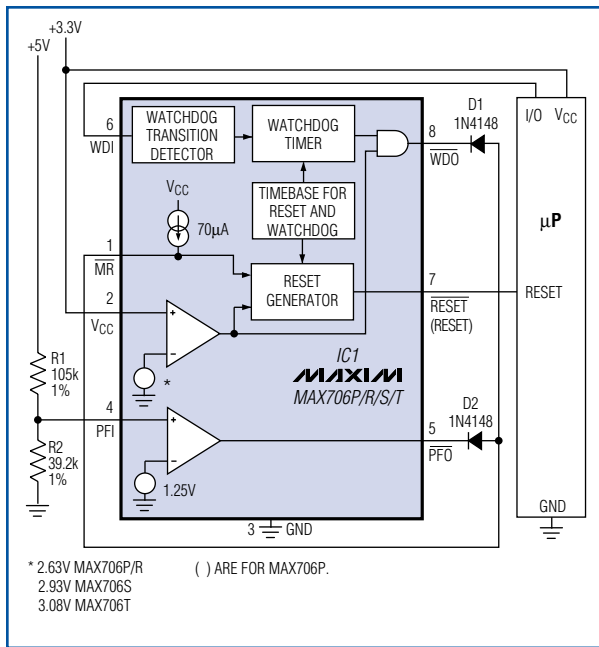 +3.3V
+5V
6
WDI
WATCHDOG
TRANSITION
DETECTOR
WATCHDOG
TIMER
8
WDO
D1
1N4148
I/O VCC
µP
VCC
70µA
TIMEBASE FOR
RESET AND
WATCHDOG
1
MR
2
VCC
RESET
GENERATOR
7
RESET
(RESET)
RESET
+
–
*
IC1
MAXIM
MAX706P/R/S/T
R1
105k
1%
4
PFI
R2
39.2k
1%
+
–
1.25V
D2
1N4148
5
PFO
3 GND
GND
* 2.63V MAX706P/R
2.93V MAX706S
3.08V MAX706T
( ) ARE FOR MAX706P.